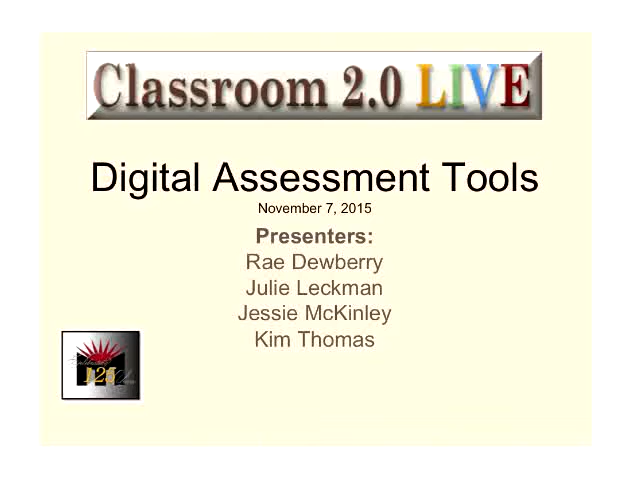 Classroom 2.0 LIVE
Digital Assessment Tools
November 7, 2015
Presenters:
Rae Dewberry
Julie Leckman
Jessie McKinley
Kim Thomas
125